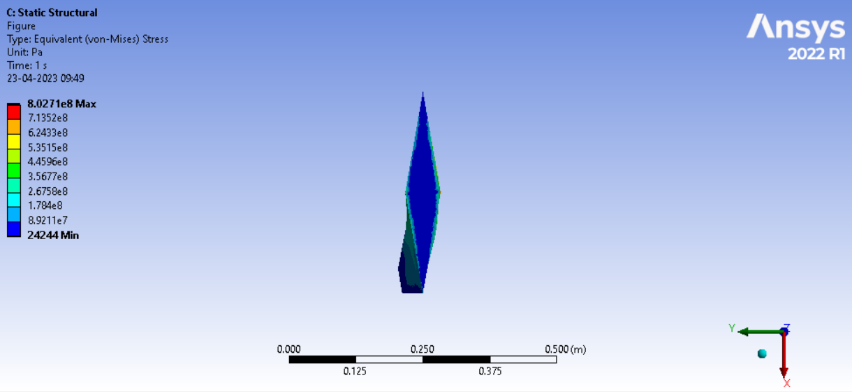 C: Static Structural
Figure
Type: Equivalent (von-Mises) Stress
Unit: Pa
Time: 1 s
23-04-2023 09:49
Ansys
2022 R1
8.0271e8 Max
7.1352e8
6.2433e8
5.3515e8
4.4596e8
3.5677e8
2.6758e8
1.784e8
8.9211e7
24244 Min
0.000
0.250
0.500 (m)
0.125
0.375
Y
Z
X